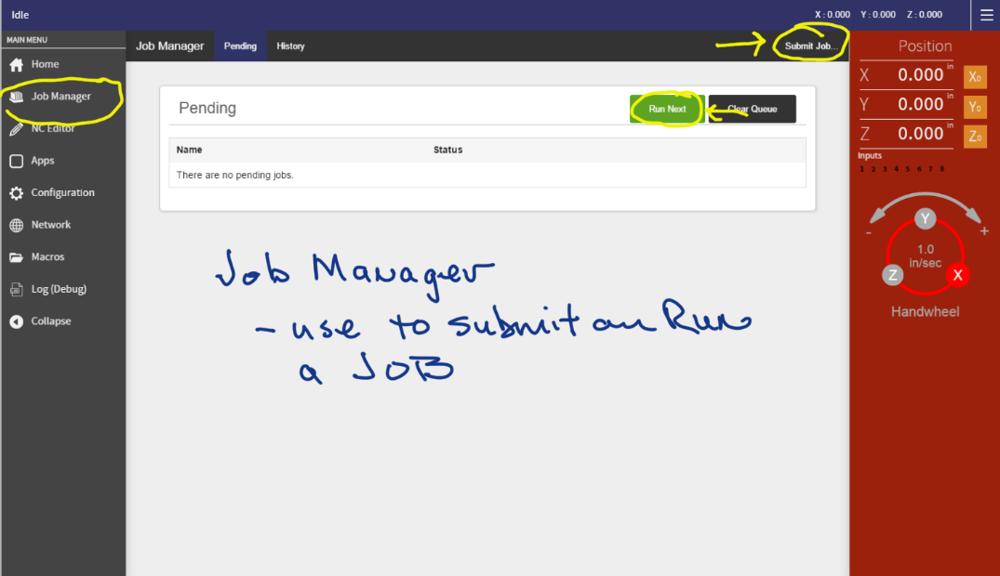 Idle
X : 0.000 Y : 0.000 Z : 0.000
MAIN MENU
Home
Job Manager
NC Editor
Apps
Configuration
Network
Macros
Log (Debug)
Collapse
Job Manager Pending History Submit Job...
Pending
Run Next Clear Queue
Name Status
There are no pending jobs.
Job Manager
- use to submit an Run
a JOB
Position
X 0.000 in X0
Y 0.000 in Y0
Z 0.000 in Z0
Inputs
1 2 3 4 5 6 7 8
Y
- +
1.0
in/sec
Z X
Handwheel